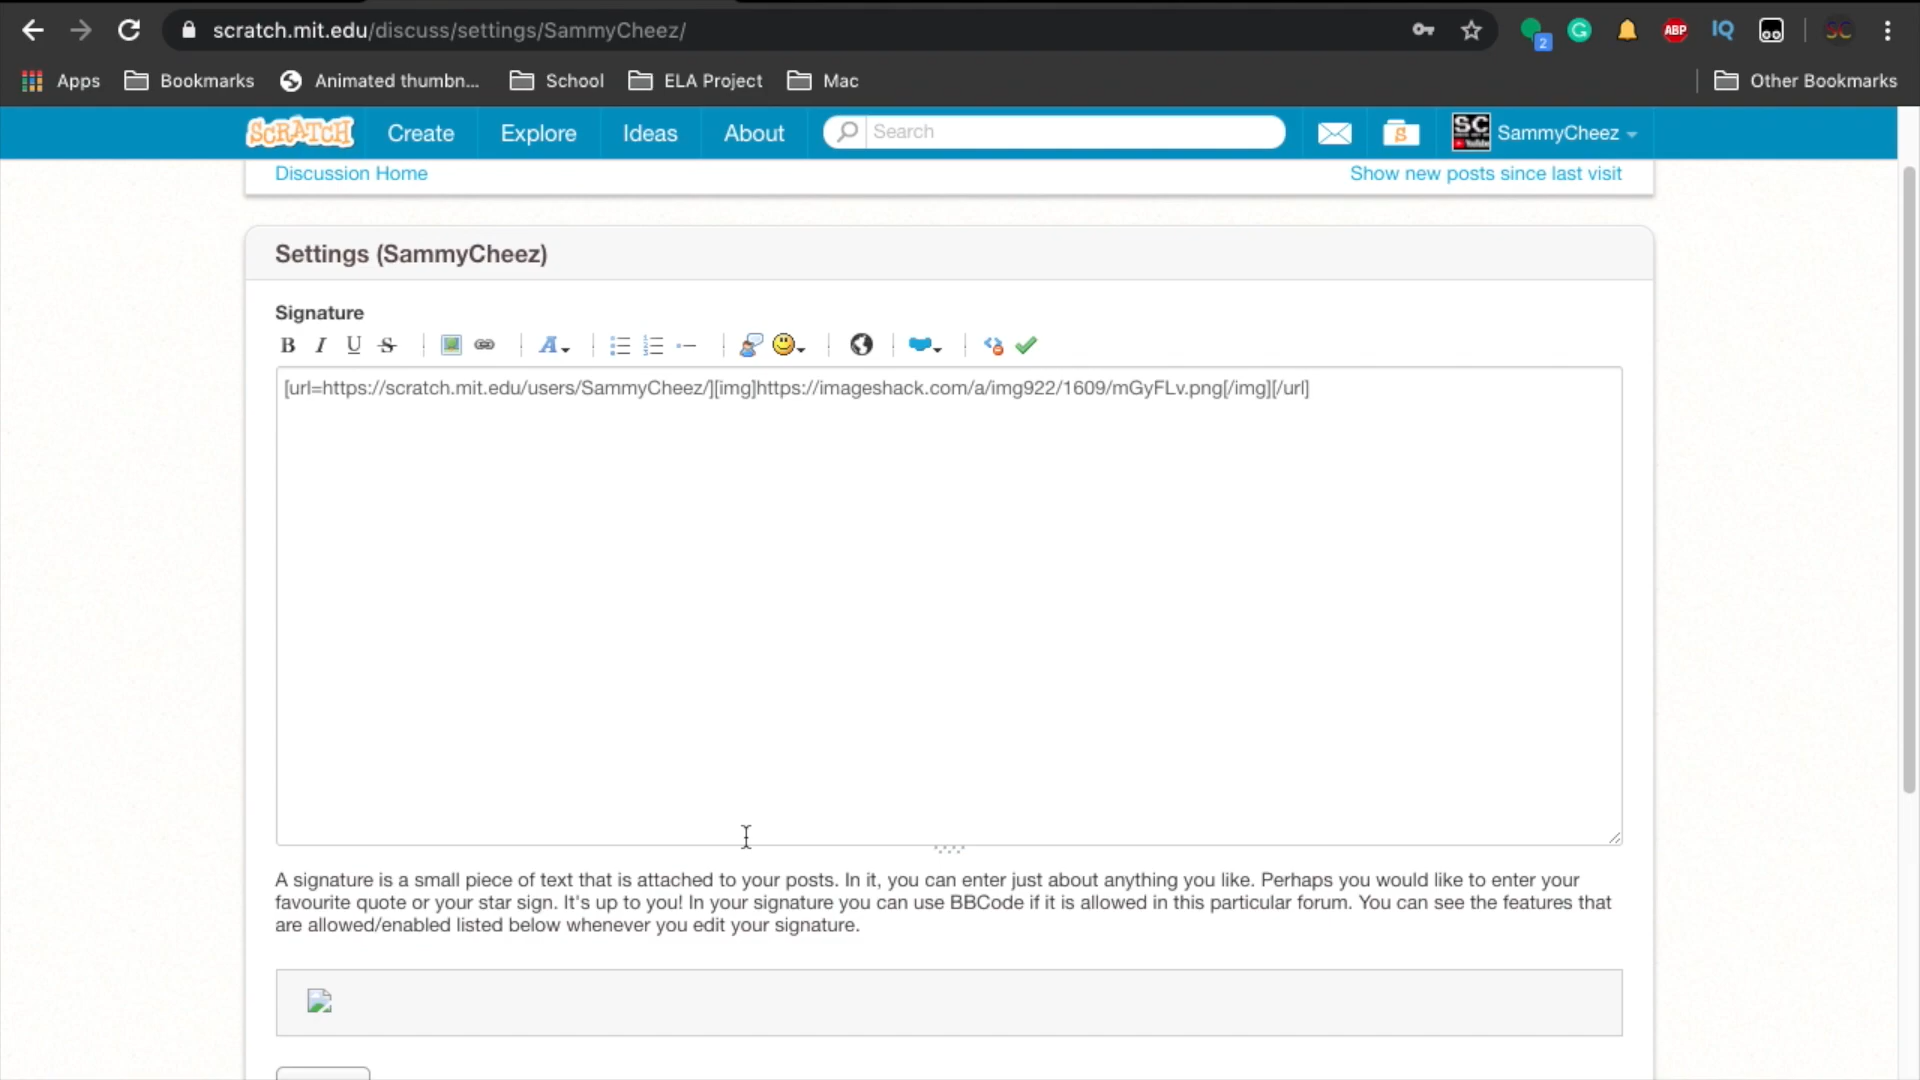 scratch.mit.edu/discuss/settings/SammyCheez/
ABP
IQ
SC
2
Apps
Bookmarks
Animated thumbn...
School
ELA Project
Mac
Other Bookmarks
SCRATCH
Create
Explore
Ideas
About
Search
S
SC
YouTube
SammyCheez
Discussion Home
Show new posts since last visit
Settings (SammyCheez)
Signature
B I U S
A
[url=https://scratch.mit.edu/users/SammyCheez/][img]https://imageshack.com/a/img922/1609/mGyFLv.png[/img][/url]
A signature is a small piece of text that is attached to your posts. In it, you can enter just about anything you like. Perhaps you would like to enter your
favourite quote or your star sign. It's up to you! In your signature you can use BBCode if it is allowed in this particular forum. You can see the features that
are allowed/enabled listed below whenever you edit your signature.